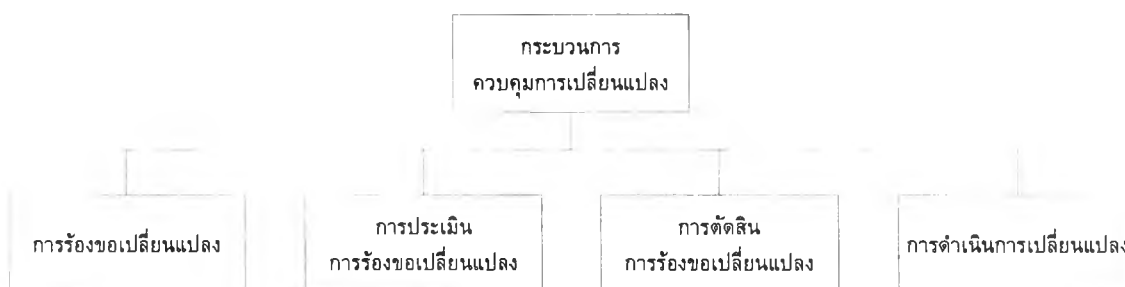 กระบวนการ
ควบคุมการเปลี่ยนแปลง
การร้องขอเปลี่ยนแปลง
การประเมิน
การร้องขอเปลี่ยนแปลง
การตัดสิน
การร้องขอเปลี่ยนแปลง
การดำเนินการเปลี่ยนแปลง